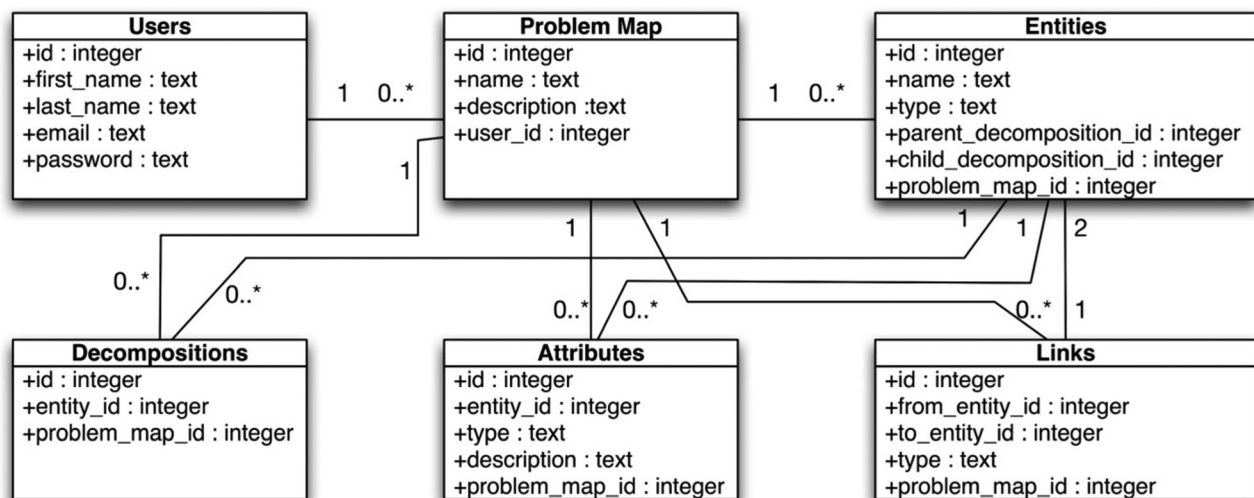 Users
+id : integer
+first_name : text
+last_name : text
+email : text
+password : text
1 0..*
Problem Map
+id : integer
+name : text
+description :text
+user_id : integer
1 0..*
Entities
+id : integer
+name : text
+type : text
+parent_decomposition_id : integer
+child_decomposition_id : integer
+problem_map_id : integer
1
1
1
1
1
2
0..*
0..*
0..*
0..*
0..*
1
Decompositions
+id : integer
+entity_id : integer
+problem_map_id : integer
Attributes
+id : integer
+entity_id : integer
+type : text
+description : text
+problem_map_id : integer
Links
+id : integer
+from_entity_id : integer
+to_entity_id : integer
+type : text
+problem_map_id : integer